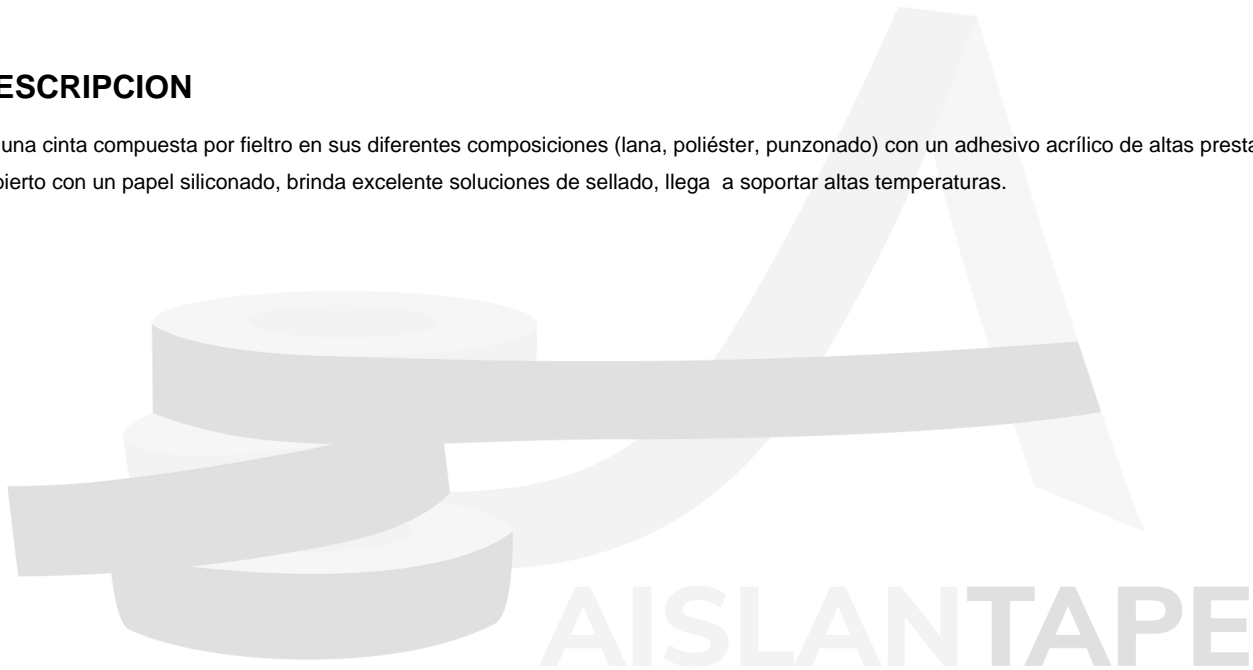 ESCRIPCION
una cinta compuesta por fieltro en sus diferentes composiciones (lana, poliéster, punzonado) con un adhesivo acrílico de altas presta
bierto con un papel siliconado, brinda excelente soluciones de sellado, llega a soportar altas temperaturas.
AISLANTAPE